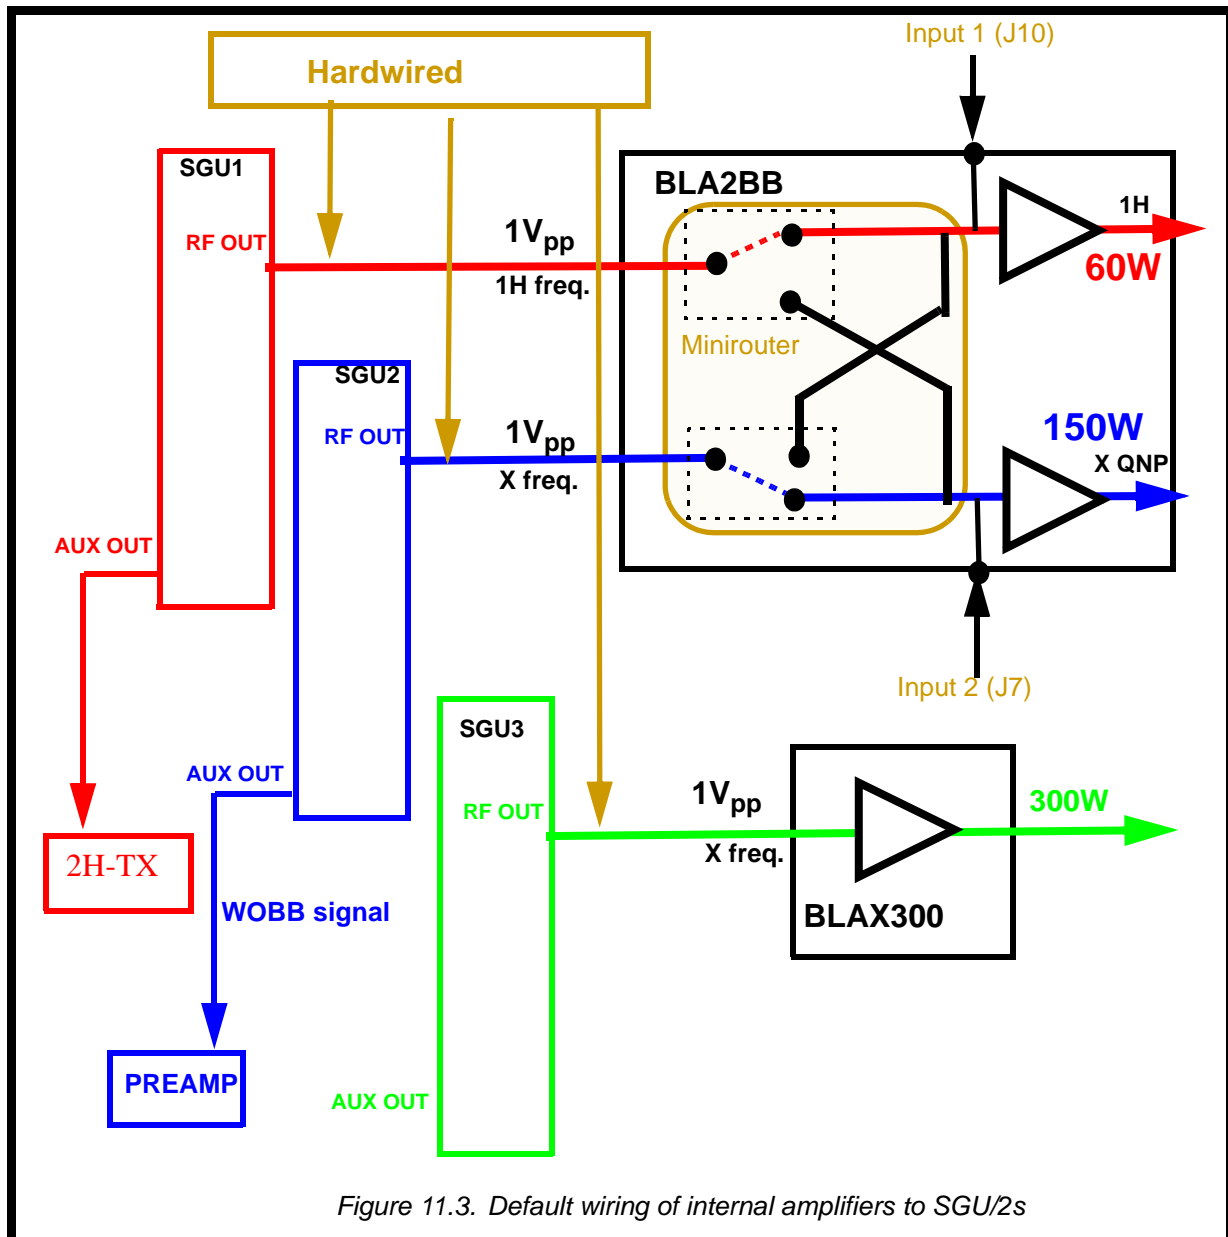 Input 1 (J10)
Hardwired
SGU1
BLA2BB
RF OUT
1Vpp
1H freq.
1H
60W
Minirouter
SGU2
RF OUT
1Vpp
X freq.
150W
X QNP
AUX OUT
Input 2 (J7)
SGU3
AUX OUT
RF OUT
1Vpp
X freq.
300W
2H-TX
WOBB signal
BLAX300
PREAMP
AUX OUT
Figure 11.3. Default wiring of internal amplifiers to SGU/2s